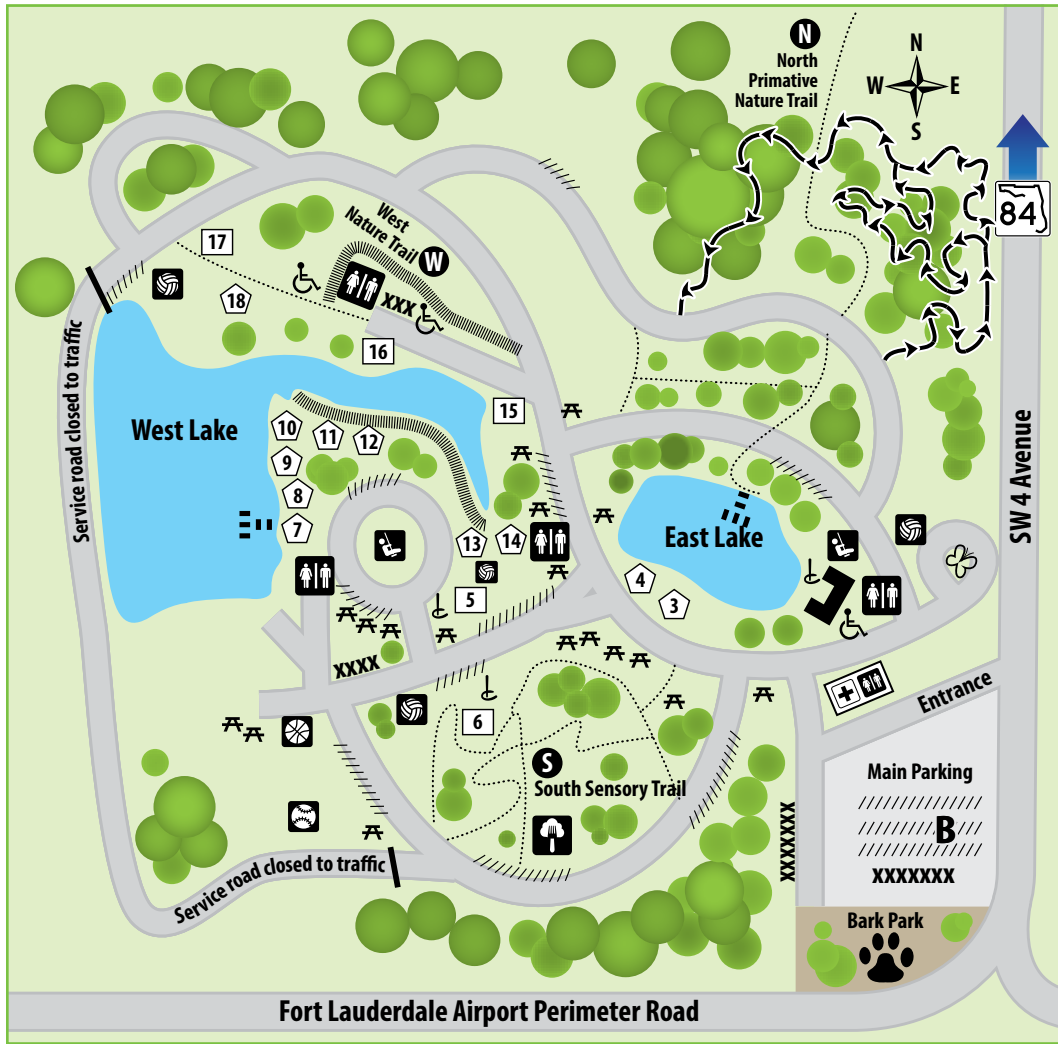 N
North
Primative
Nature Trail
N
W
E
S
84
West
Nature Trail
W
17
18
XXX
16
15
West Lake
10
11
12
9
8
7
13
14
5
East Lake
4
3
Service road closed to traffic
SW 4 Avenue
XXXX
6
S
South Sensory Trail
Entrance
Main Parking
B
XXXXXXX
XXXXXXX
Service road closed to traffic
Bark Park
Fort Lauderdale Airport Perimeter Road